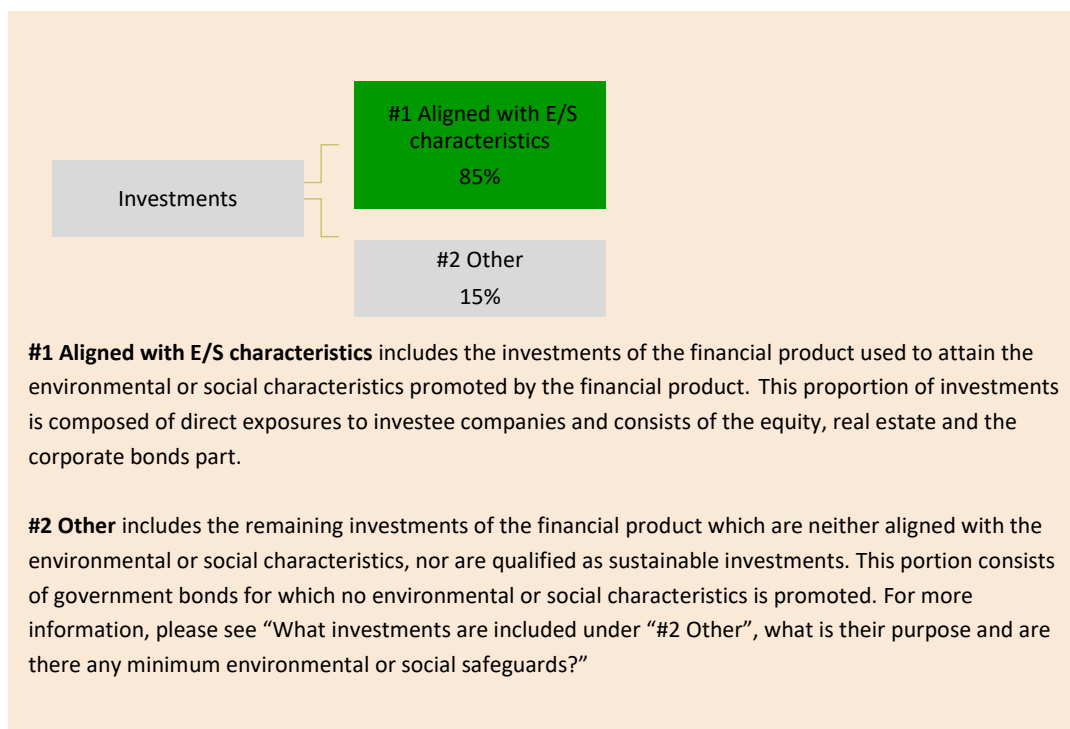 #1 Aligned with E/S
characteristics
85%
Investments
#2 Other
15%
#1 Aligned with E/S characteristics includes the investments of the financial product used to attain the
environmental or social characteristics promoted by the financial product. This proportion of investments
is composed of direct exposures to investee companies and consists of the equity, real estate and the
corporate bonds part.
#2 Other includes the remaining investments of the financial product which are neither aligned with the
environmental or social characteristics, nor are qualified as sustainable investments. This portion consists
of government bonds for which no environmental or social characteristics is promoted. For more
information, please see “What investments are included under “#2 Other”, what is their purpose and are
there any minimum environmental or social safeguards?”